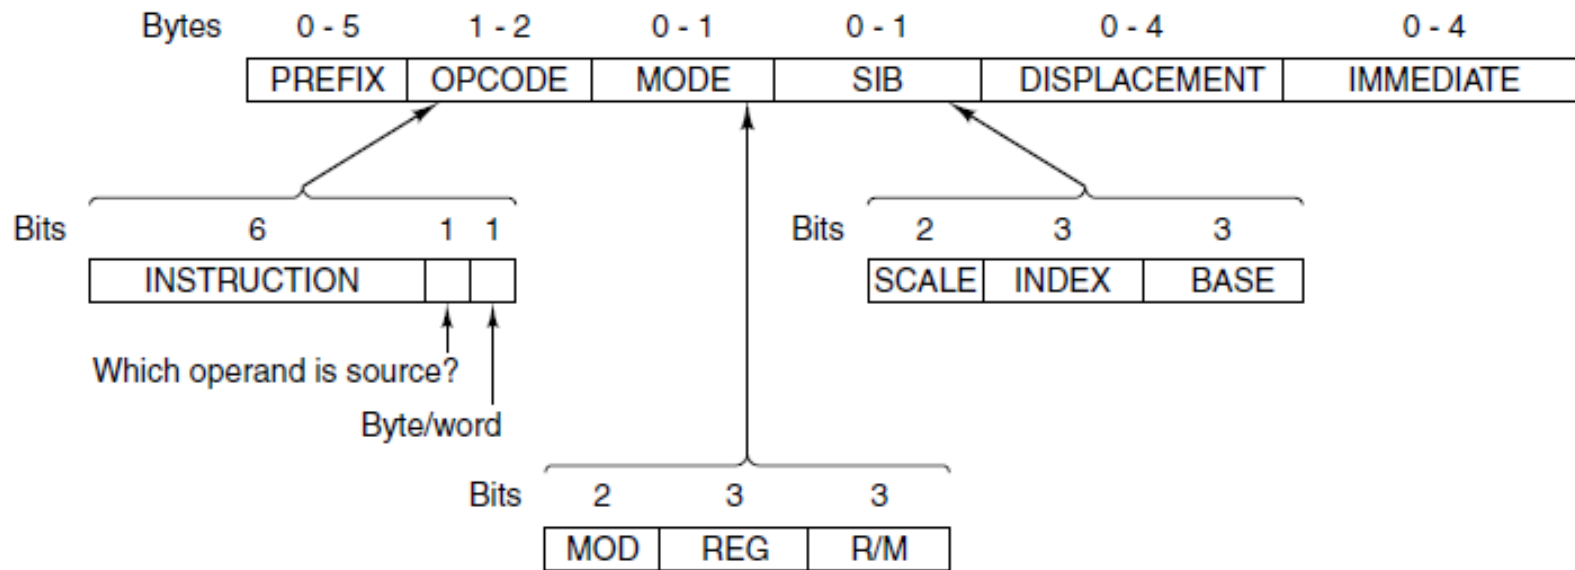 Bytes 0 - 5 1 - 2 0 - 1 0 - 1 0 - 4 0 - 4
PREFIX OPCODE MODE SIB DISPLACEMENT IMMEDIATE
Bits 6 1 1 Bits 2 3 3
INSTRUCTION SCALE INDEX BASE
Which operand is source?
Byte/word
Bits 2 3 3
MOD REG R/M